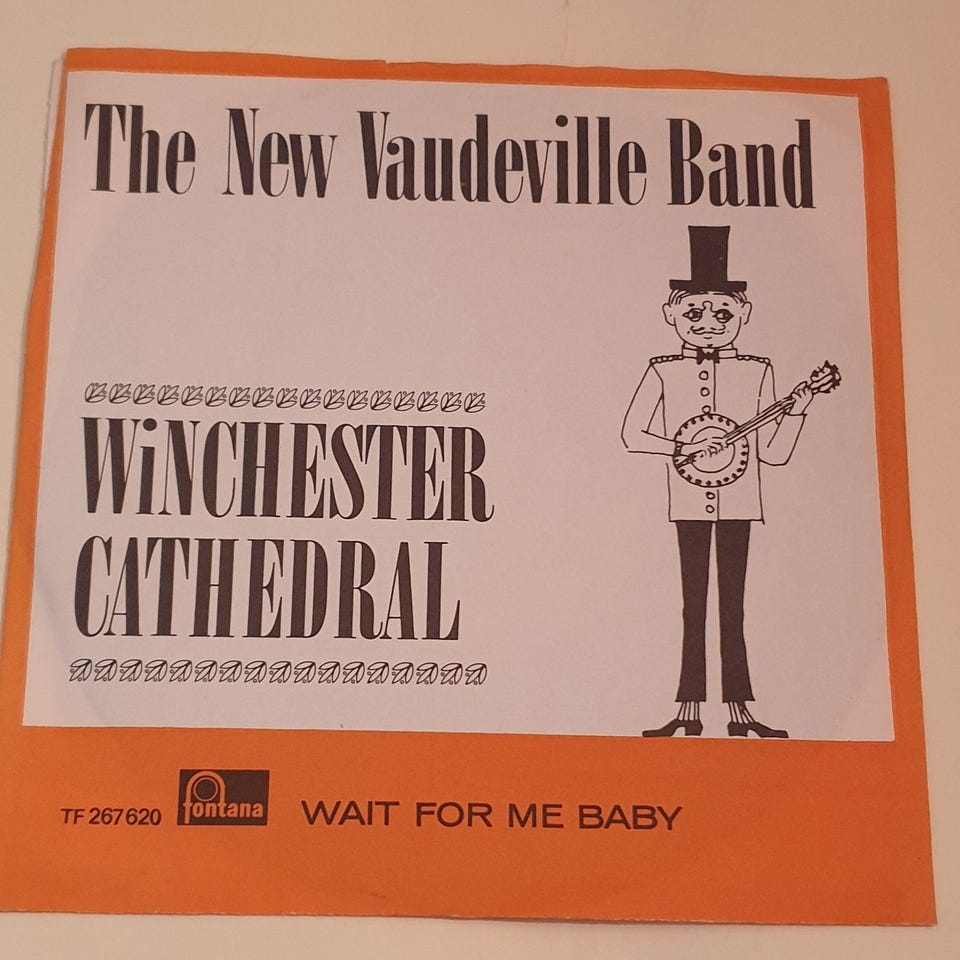 The New Vaudeville Band
WiNCHESTER
CATHEDRAL
TF 267 620 fontana WAIT FOR ME BABY